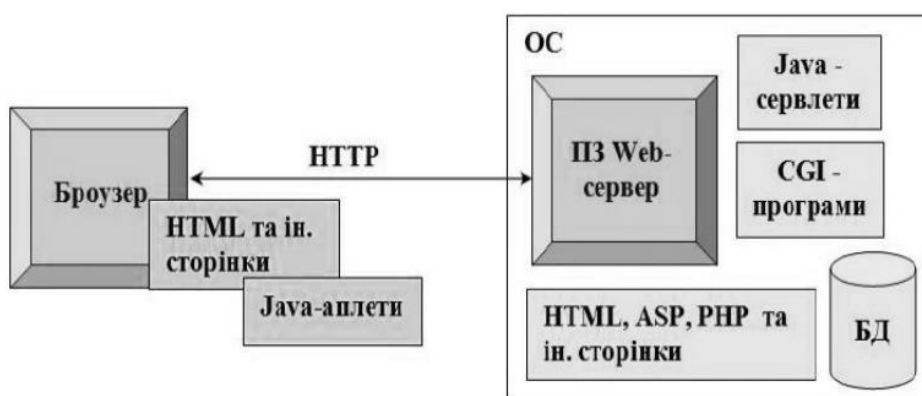 ОС
Java -
сервлети
ПЗ Web-
сервер
CGI -
програми
HTTP
Броузер
HTML та ін.
сторінки
Java-аплети
HTML, ASP, PHP та
ін. сторінки
БД